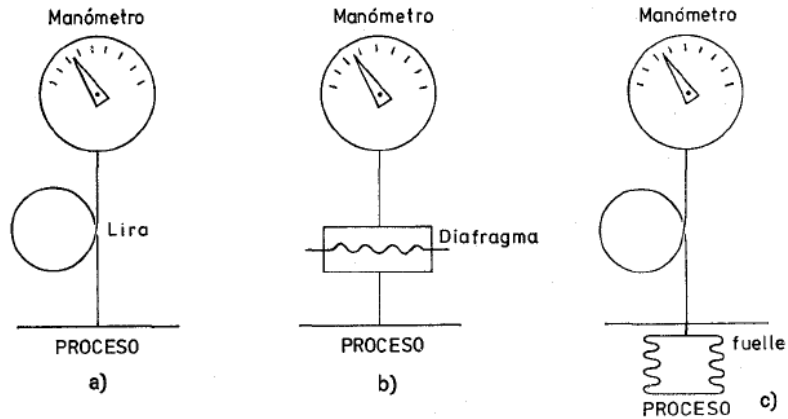 Manómetro
Lira
PROCESO
a)
Manómetro
Diafragma
PROCESO
b)
Manómetro
fuelle
PROCESO
c)